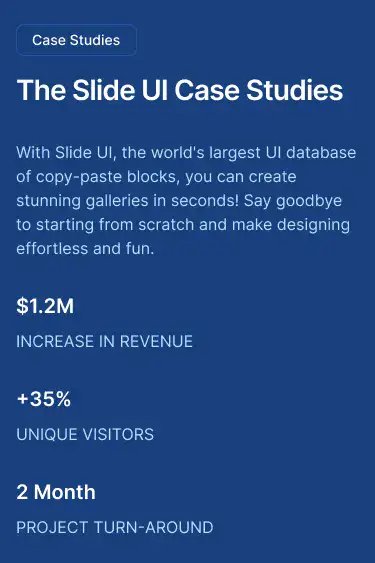 Case Studies
The Slide UI Case Studies
With Slide UI, the world's largest UI database
of copy-paste blocks, you can create
stunning galleries in seconds! Say goodbye
to starting from scratch and make designing
effortless and fun.
$1.2M
INCREASE IN REVENUE
+35%
UNIQUE VISITORS
2 Month
PROJECT TURN-AROUND